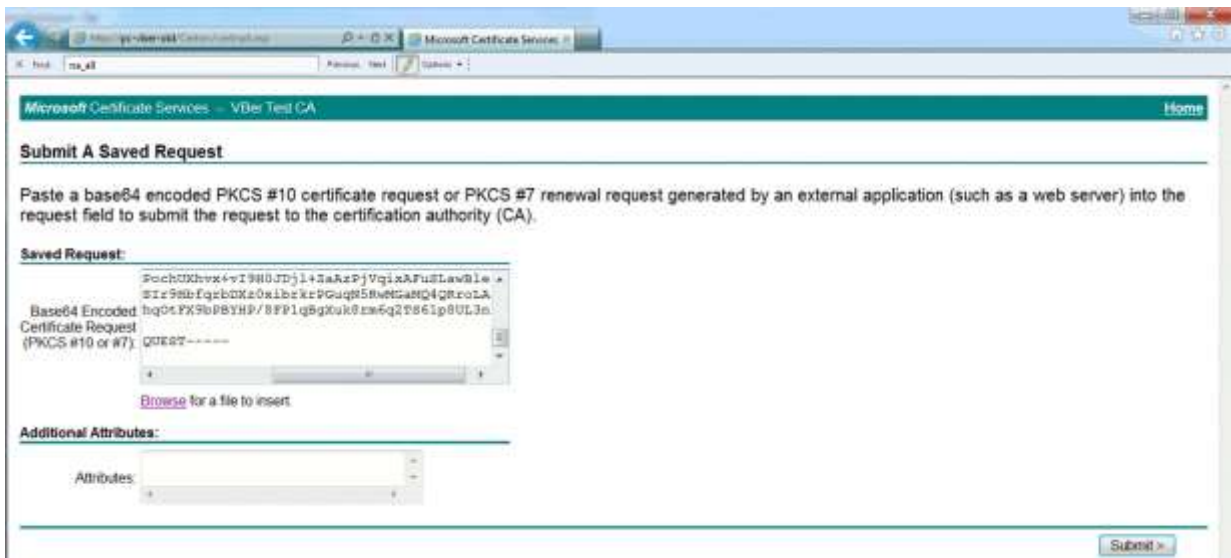 Microsoft Certificate Services
Microsoft Certificate Services -- VBer Test CA Home
Submit A Saved Request
Paste a base64 encoded PKCS #10 certificate request or PKCS #7 renewal request generated by an external application (such as a web server) into the
request field to submit the request to the certification authority (CA).
Saved Request:
Base64 Encoded
Certificate Request
(PKCS #10 or #7):
QUEST-----
Browse for a file to insert.
Additional Attributes:
Attributes:
Submit >